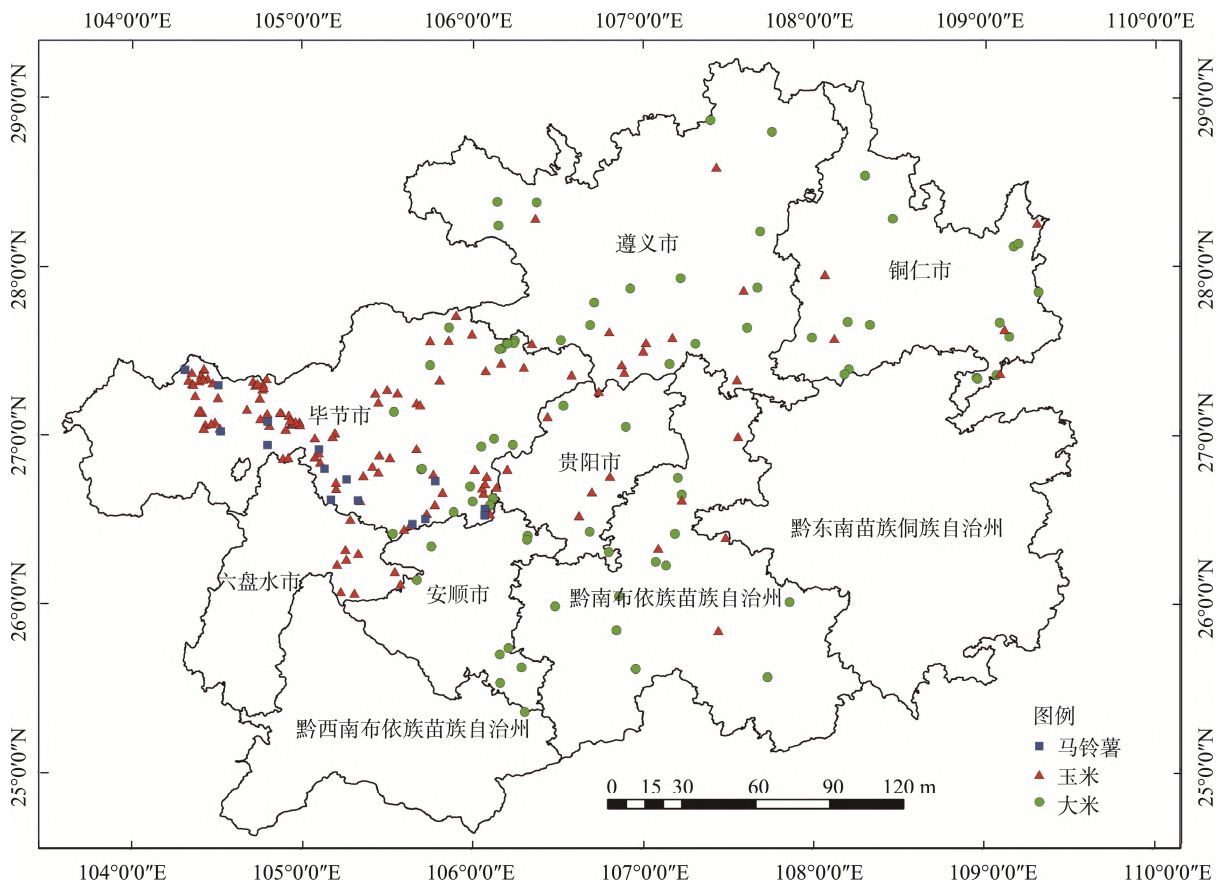 104°0′0″E 105°0′0″E 106°0′0″E 107°0′0″E 108°0′0″E 109°0′0″E 110°0′0″E
29°0′0″N 29°0′0″N
遵义市
28°0′0″N 铜仁市 28°0′0″N
毕节市
27°0′0″N 27°0′0″N
贵阳市
黔东南苗族侗族自治州
六盘水市
安顺市 黔南布依族苗族自治州
26°0′0″N 26°0′0″N
黔西南布依族苗族自治州
图例
马铃薯
25°0′0″N 玉米 25°0′0″N
0 15 30 60 90 120 m
大米
104°0′0″E 105°0′0″E 106°0′0″E 107°0′0″E 108°0′0″E 109°0′0″E 110°0′0″E